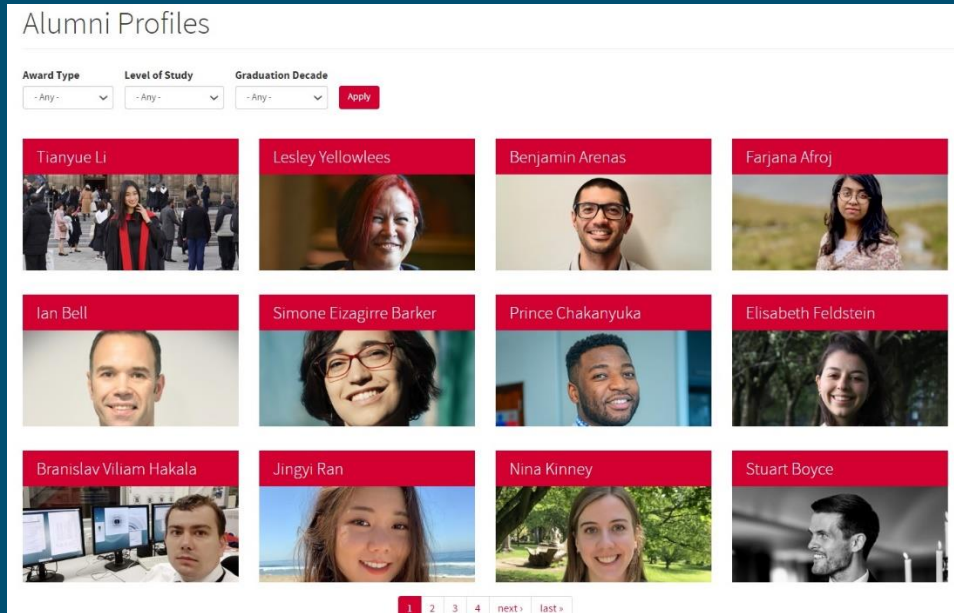 Alumni Profiles
Award Type Level of Study Graduation Decade
- Any - - Any - - Any - Apply
Tianyue Li Lesley Yellowlees Benjamin Arenas Farjana Afroj
Ian Bell Simone Eizagirre Barker Prince Chakanyuka Elisabeth Feldstein
Branislav Viliam Hakala Jingyi Ran Nina Kinney Stuart Boyce
1 2 3 4 next › last »